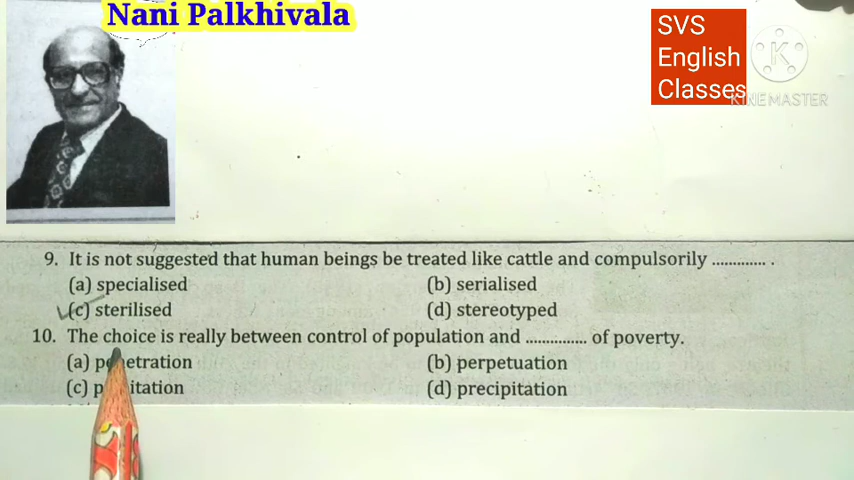 Nani Palkhivala
SVS
English
Classes
KINEMASTER
9. It is not suggested that human beings be treated like cattle and compulsorily ............. .
(a) specialised
(b) serialised
(c) sterilised
(d) stereotyped
10. The choice is really between control of population and ............... of poverty.
(a)
(b) perpetuation
(c)
(d) precipitation